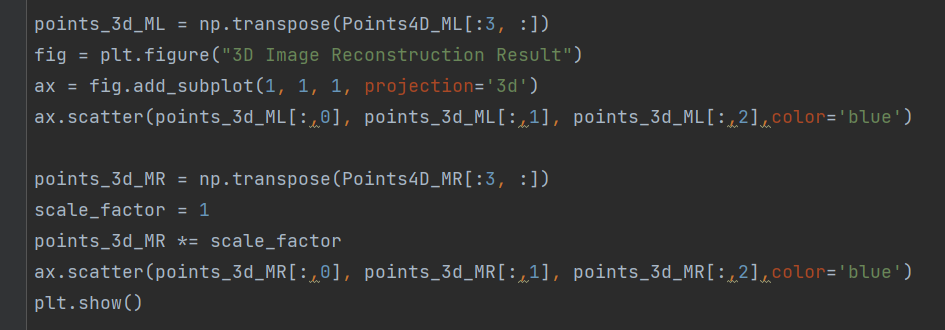 points_3d_ML = np.transpose(Points4D_ML[:3, :])
fig = plt.figure("3D Image Reconstruction Result")
ax = fig.add_subplot(1, 1, 1, projection='3d')
ax.scatter(points_3d_ML[:,0], points_3d_ML[:,1], points_3d_ML[:,2],color='blue')
points_3d_MR = np.transpose(Points4D_MR[:3, :])
scale_factor = 1
points_3d_MR *= scale_factor
ax.scatter(points_3d_MR[:,0], points_3d_MR[:,1], points_3d_MR[:,2],color='blue')
plt.show()